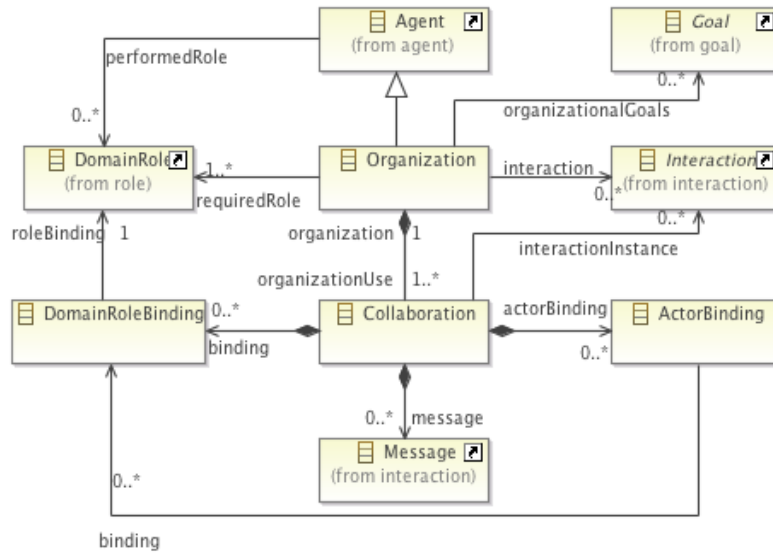 Agent
(from agent)
Goal
(from goal)
performedRole
0..*
organizationalGoals
0..*
DomainRole
(from role)
1..*
requiredRole
Organization
interaction
0..*
Interaction
(from interaction)
0..*
roleBinding 1
organization 1
interactionInstance
organizationUse 1..*
DomainRoleBinding
0..*
binding
Collaboration
actorBinding
0..*
ActorBinding
0..* message
Message
(from interaction)
0..*
binding